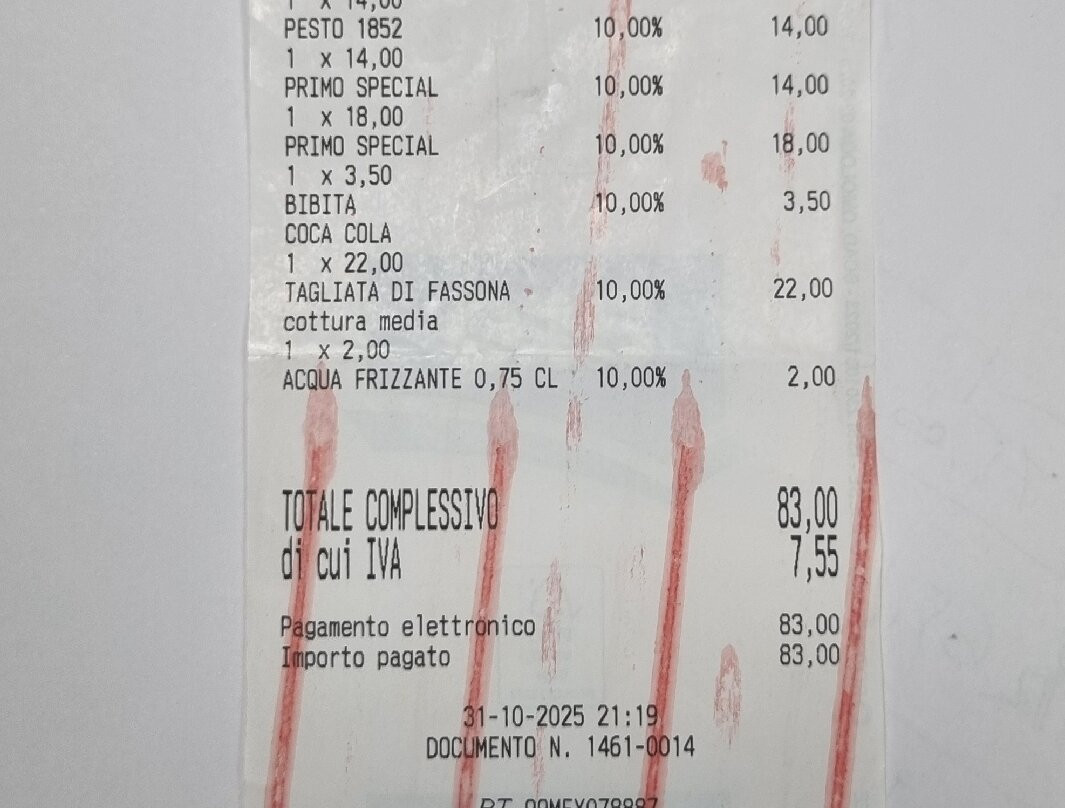 1 x 14,00
PESTO 1852 10,00% 14,00
1 x 14,00
PRIMO SPECIAL 10,00% 14,00
1 x 18,00
PRIMO SPECIAL 10,00% 18,00
1 x 3,50
BIBITA 10,00% 3,50
COCA COLA
1 x 22,00
TAGLIATA DI FASSONA 10,00% 22,00
cottura media
1 x 2,00
ACQUA FRIZZANTE 0,75 CL 10,00% 2,00
TOTALE COMPLESSIVO 83,00
di cui IVA 7,55
Pagamento elettronico 83,00
Importo pagato 83,00
31-10-2025 21:19
DOCUMENTO N. 1461-0014